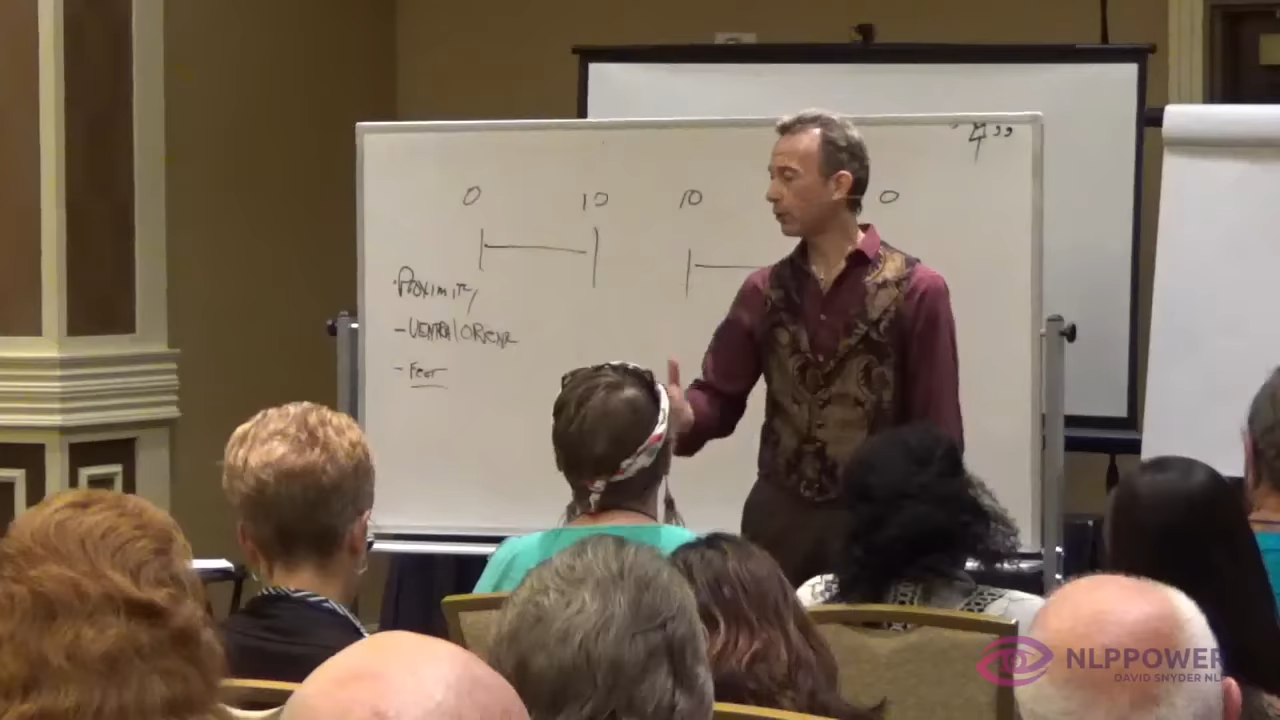 0 10 10 0
PROXIMITY
- VENTRAL ORIENT
- FEET
NLPPOWER
DAVID SNYDER NLP